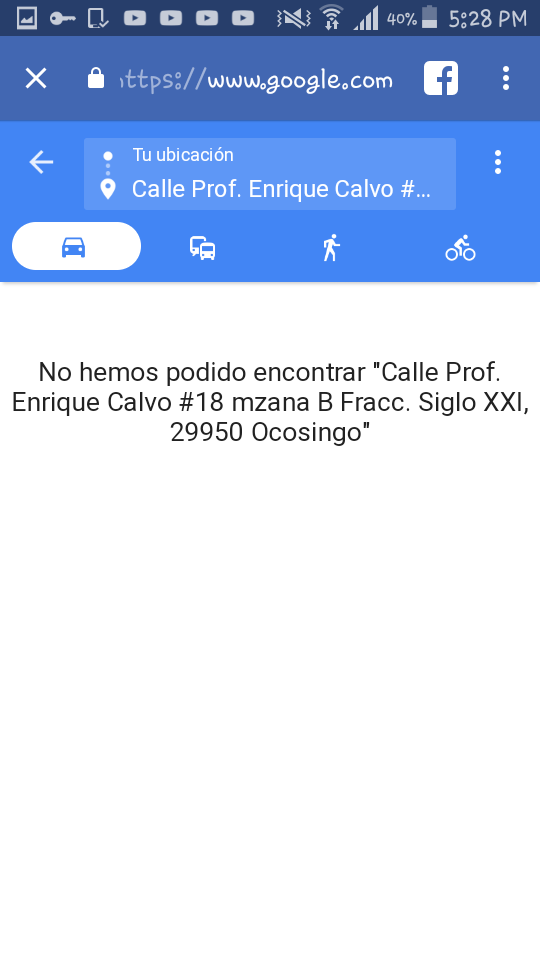 40% 5:28 PM
ttps://www.google.com
Tu ubicación
Calle Prof. Enrique Calvo #...
No hemos podido encontrar "Calle Prof.
Enrique Calvo #18 mzana B Fracc. Siglo XXI,
29950 Ocosingo"